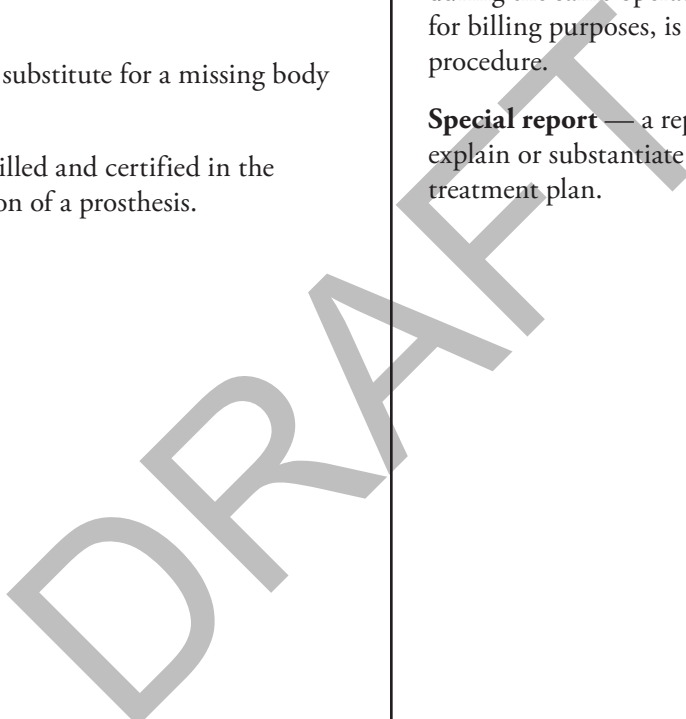 substitute for a missing body
illed and certified in the
on of a prosthesis.
for billing purposes, is
procedure.
Special report — a rep
explain or substantiate
treatment plan.
DRAFT